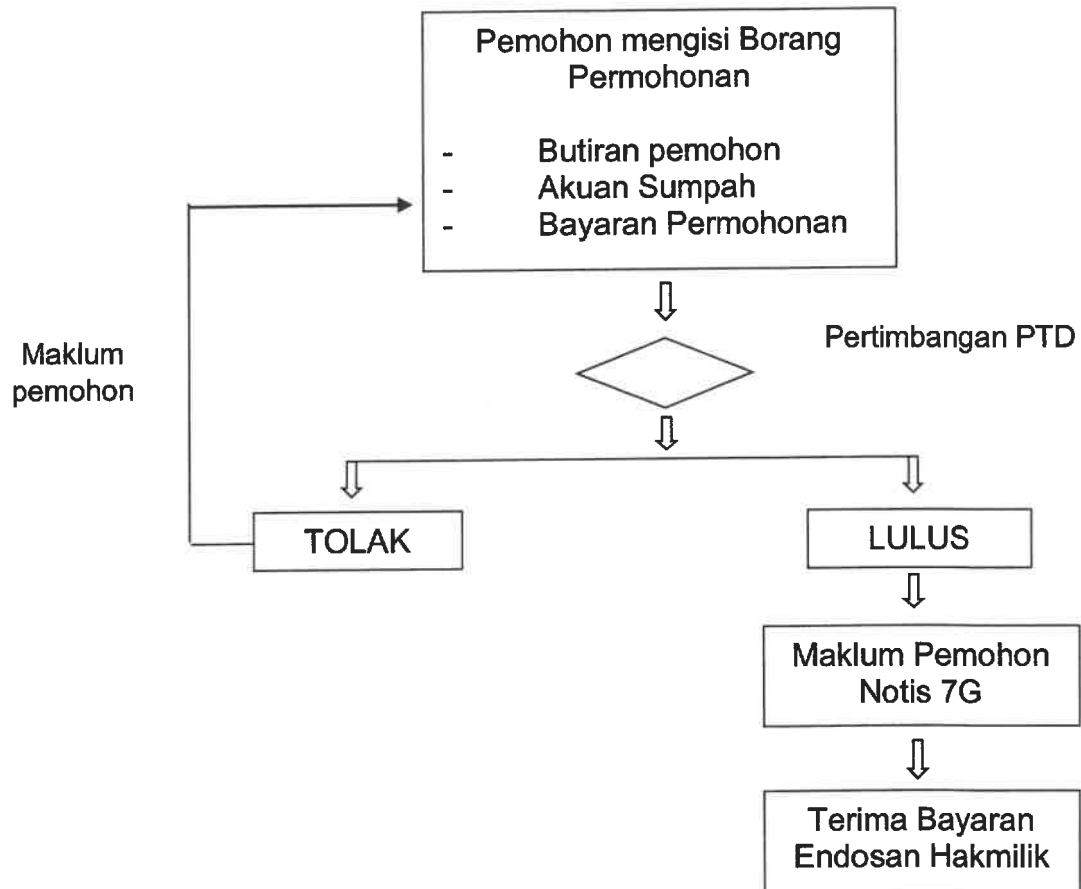 Pemohon mengisi Borang
Permohonan
- Butiran pemohon
- Akuan Sumpah
- Bayaran Permohonan
Maklum
pemohon
Pertimbangan PTD
TOLAK
LULUS
Maklum Pemohon
Notis 7G
Terima Bayaran
Endosan Hakmilik